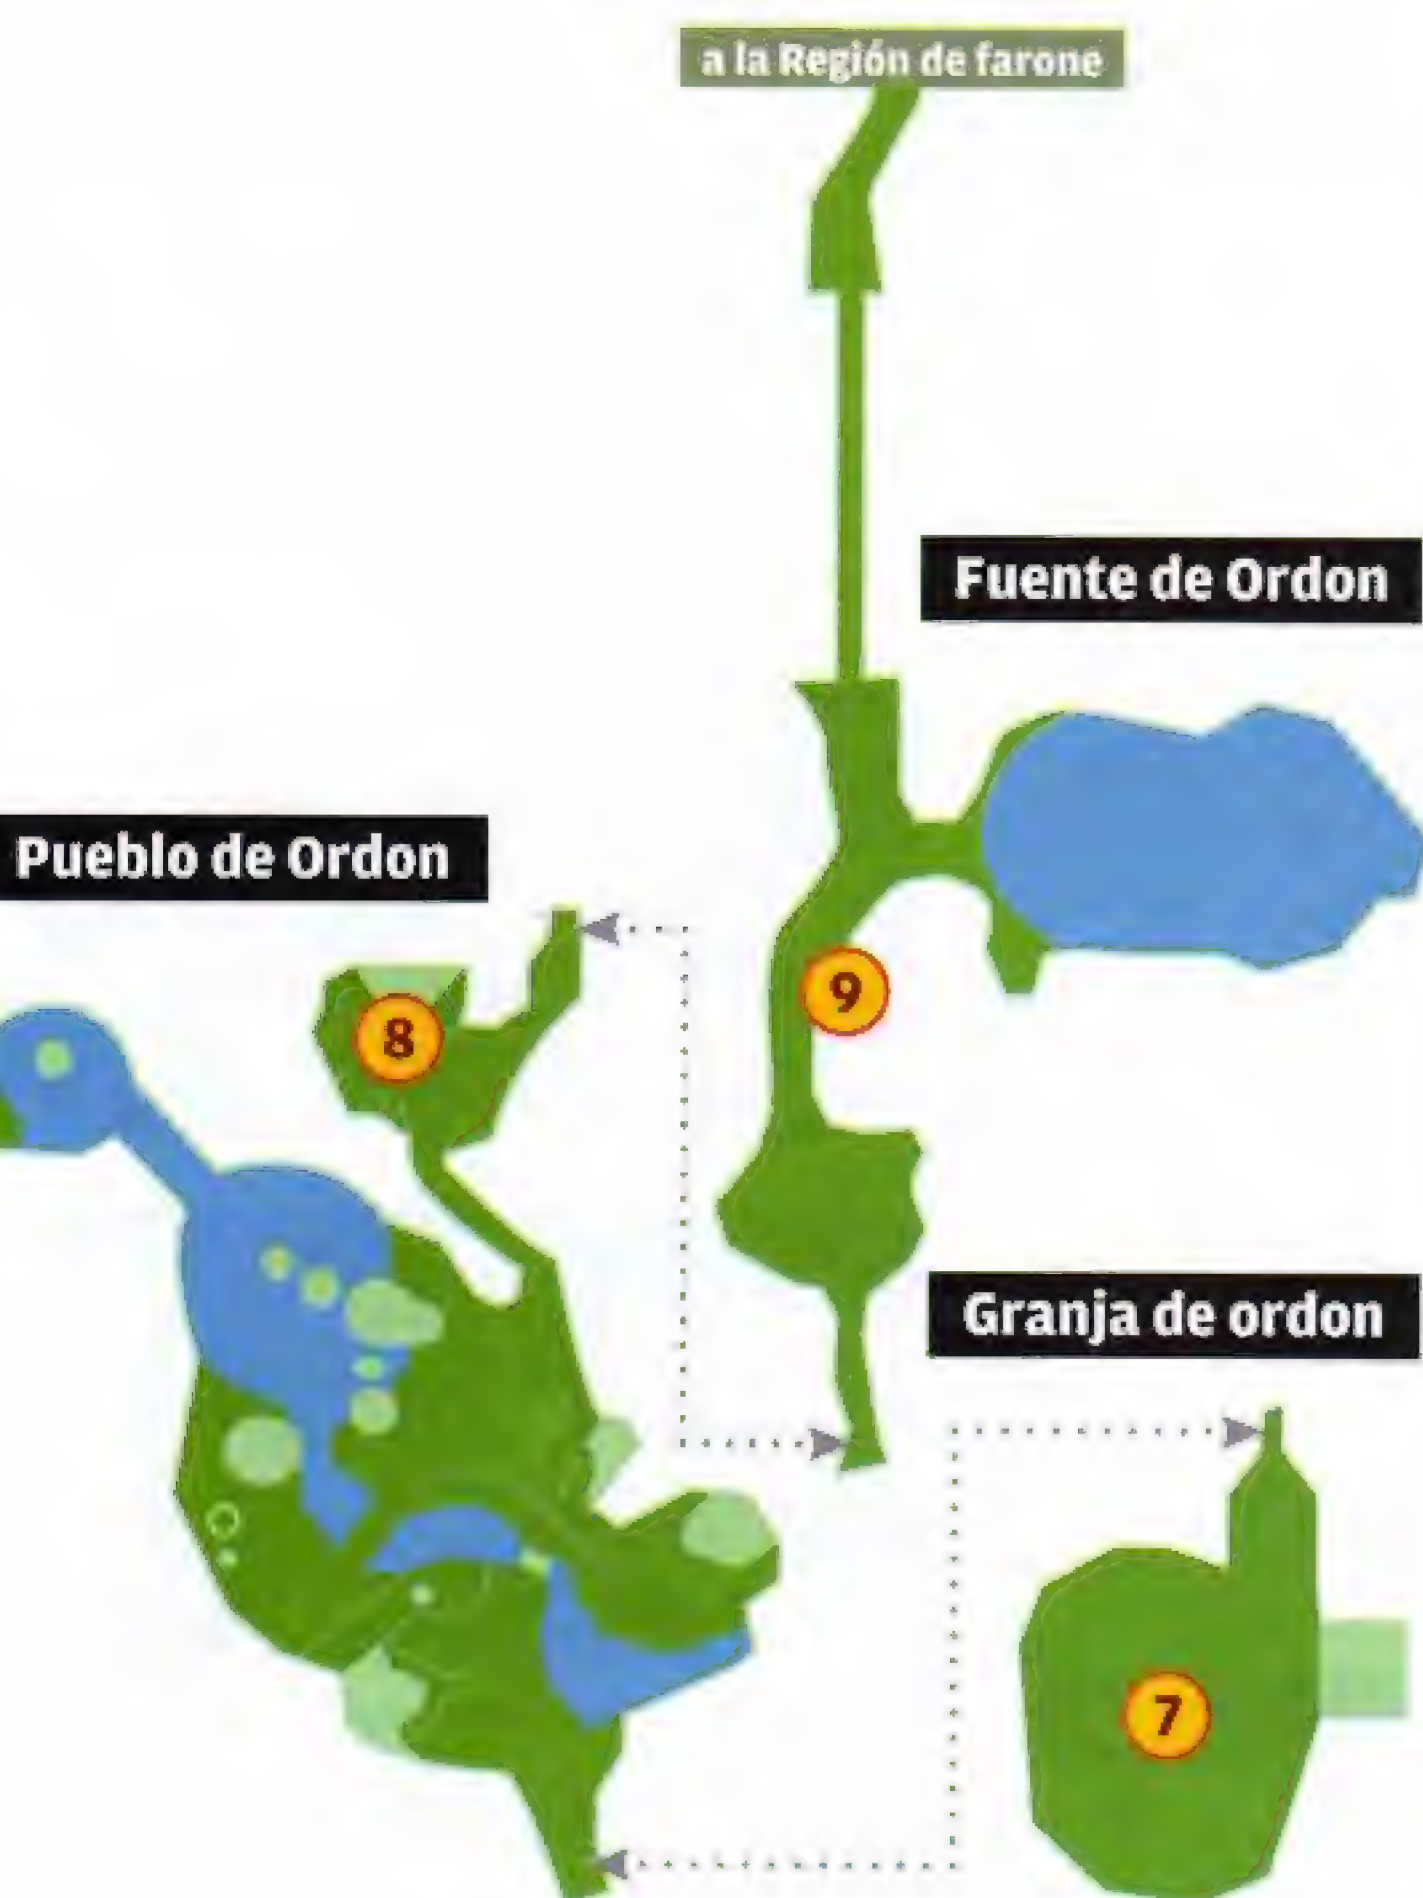 a la Región de farone
Fuente de Ordon
Pueblo de Ordon
9
8
Granja de ordon
7